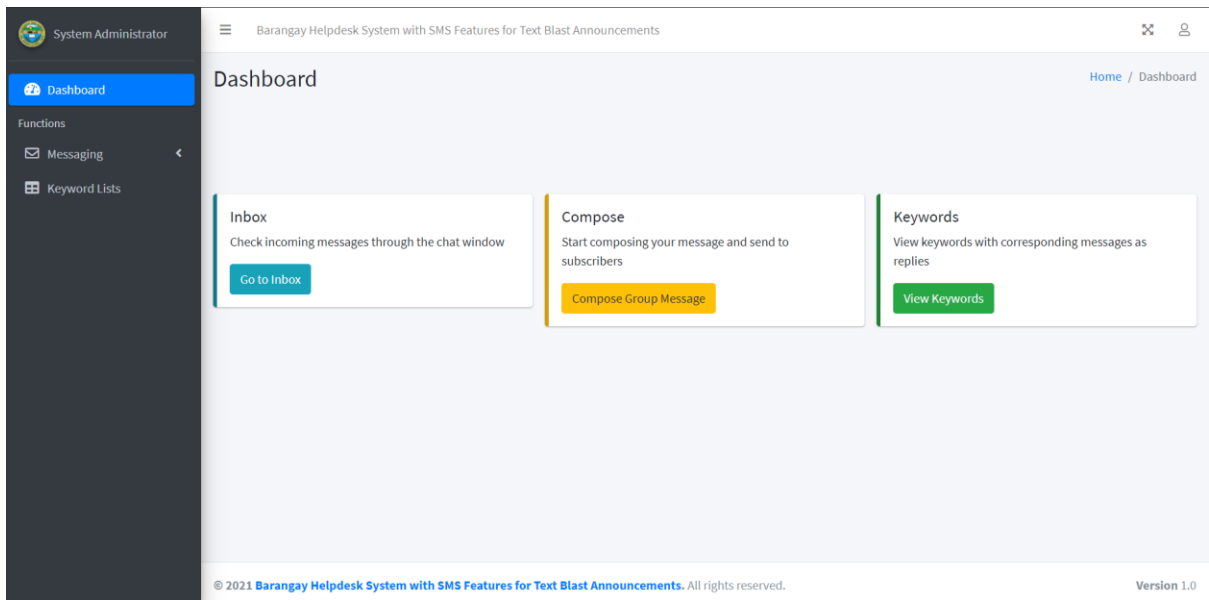 System Administrator
Barangay Helpdesk System with SMS Features for Text Blast Announcements
Dashboard
Functions
Messaging
Keyword Lists
Dashboard
Home / Dashboard
Inbox
Check incoming messages through the chat window
Go to Inbox
Compose
Start composing your message and send to
subscribers
Compose Group Message
Keywords
View keywords with corresponding messages as
replies
View Keywords
© 2021 Barangay Helpdesk System with SMS Features for Text Blast Announcements. All rights reserved.
Version 1.0